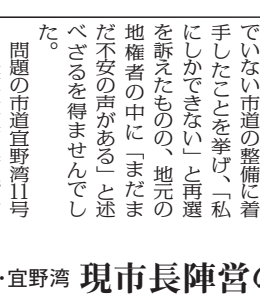 でいない市道の整備に着
手したことを挙げ、「私
にしかできない」と再選
を訴えたものの、地元の
地権者の中に「まだま
だ不安の声がある」と述
べざるを得ませんでし
た。
問題の市道宜野湾11号
・宜野湾 現市長陣営の